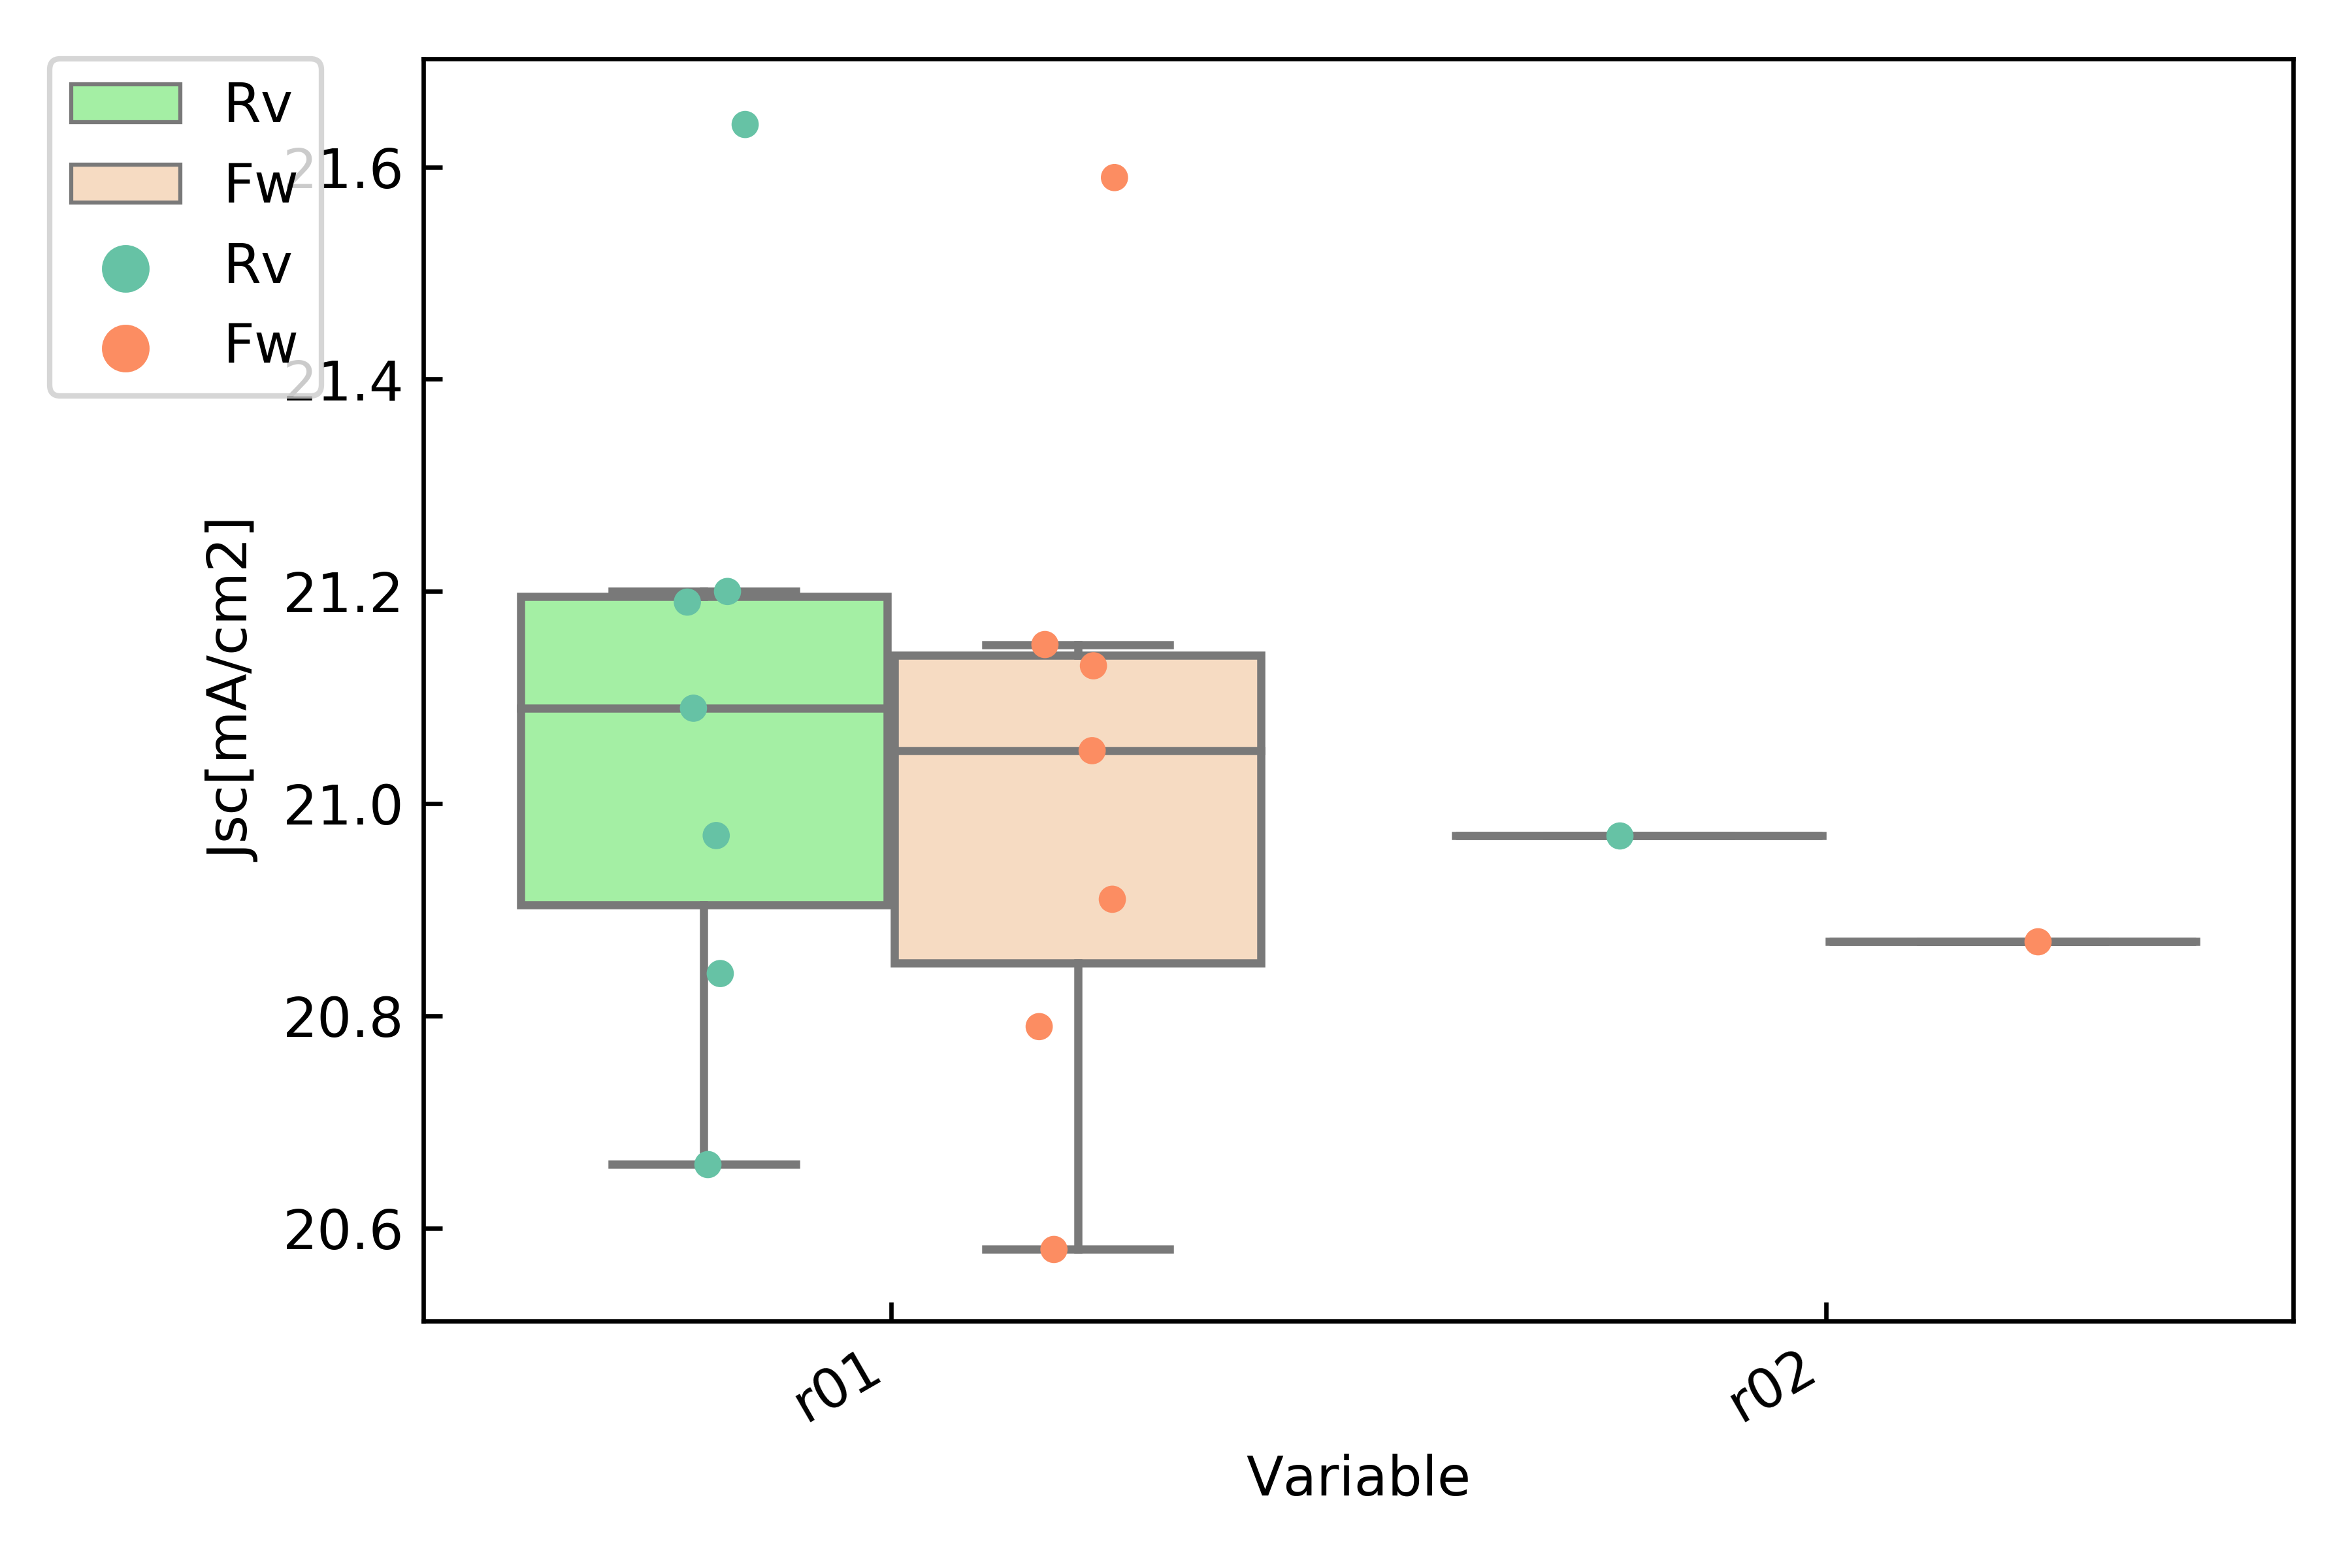 Rv
Fw
Rv
Fw
21.6
21.4
21.2
21.0
20.8
20.6
Jsc[mA/cm2]
r01
r02
Variable